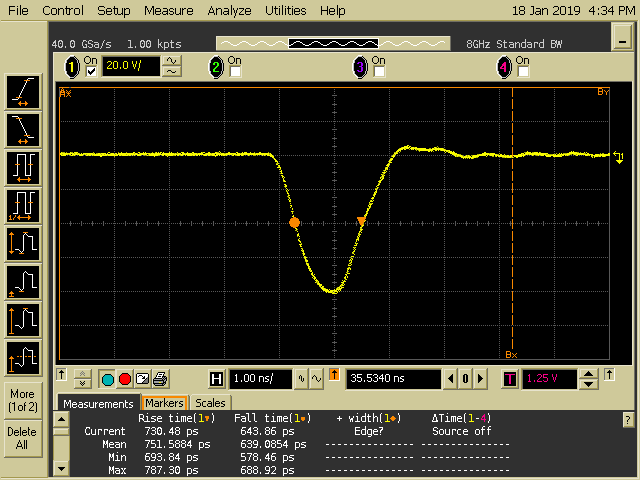 File Control Setup Measure Analyze Utilities Help 18 Jan 2019 4:34 PM
40.0 GSa/s 1.00 kpts 8GHz Standard BW
1 On 20.0 V/ 2 On 3 On 4 On
Ax By
Bx
H 1.00 ns/ 35.5340 ns 0 T 1.25 V
More
(1of 2)
Delete
All
Measurements Markers Scales
Rise time(1▼) Fall time(1●) + width(1◆) ΔTime(1-4)
Current 730.48 ps 643.86 ps Edge? Source off
Mean 751.5884 ps 639.0854 ps --------------- ---------------
Min 693.84 ps 578.46 ps --------------- ---------------
Max 787.30 ps 688.92 ps --------------- ---------------
?